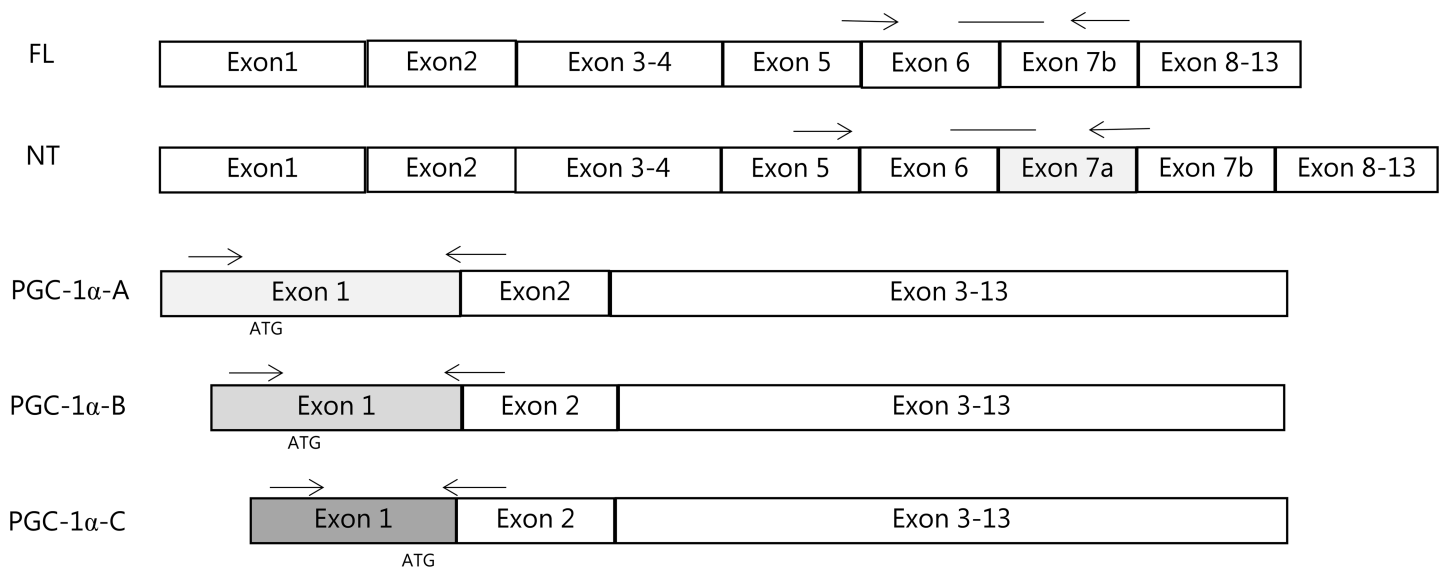 FL Exon1 Exon2 Exon 3-4 Exon 5 Exon 6 Exon 7b Exon 8-13
NT Exon1 Exon2 Exon 3-4 Exon 5 Exon 6 Exon 7a Exon 7b Exon 8-13
PGC-1α-A Exon 1 Exon2 Exon 3-13
ATG
PGC-1α-B Exon 1 Exon 2 Exon 3-13
ATG
PGC-1α-C Exon 1 Exon 2 Exon 3-13
ATG